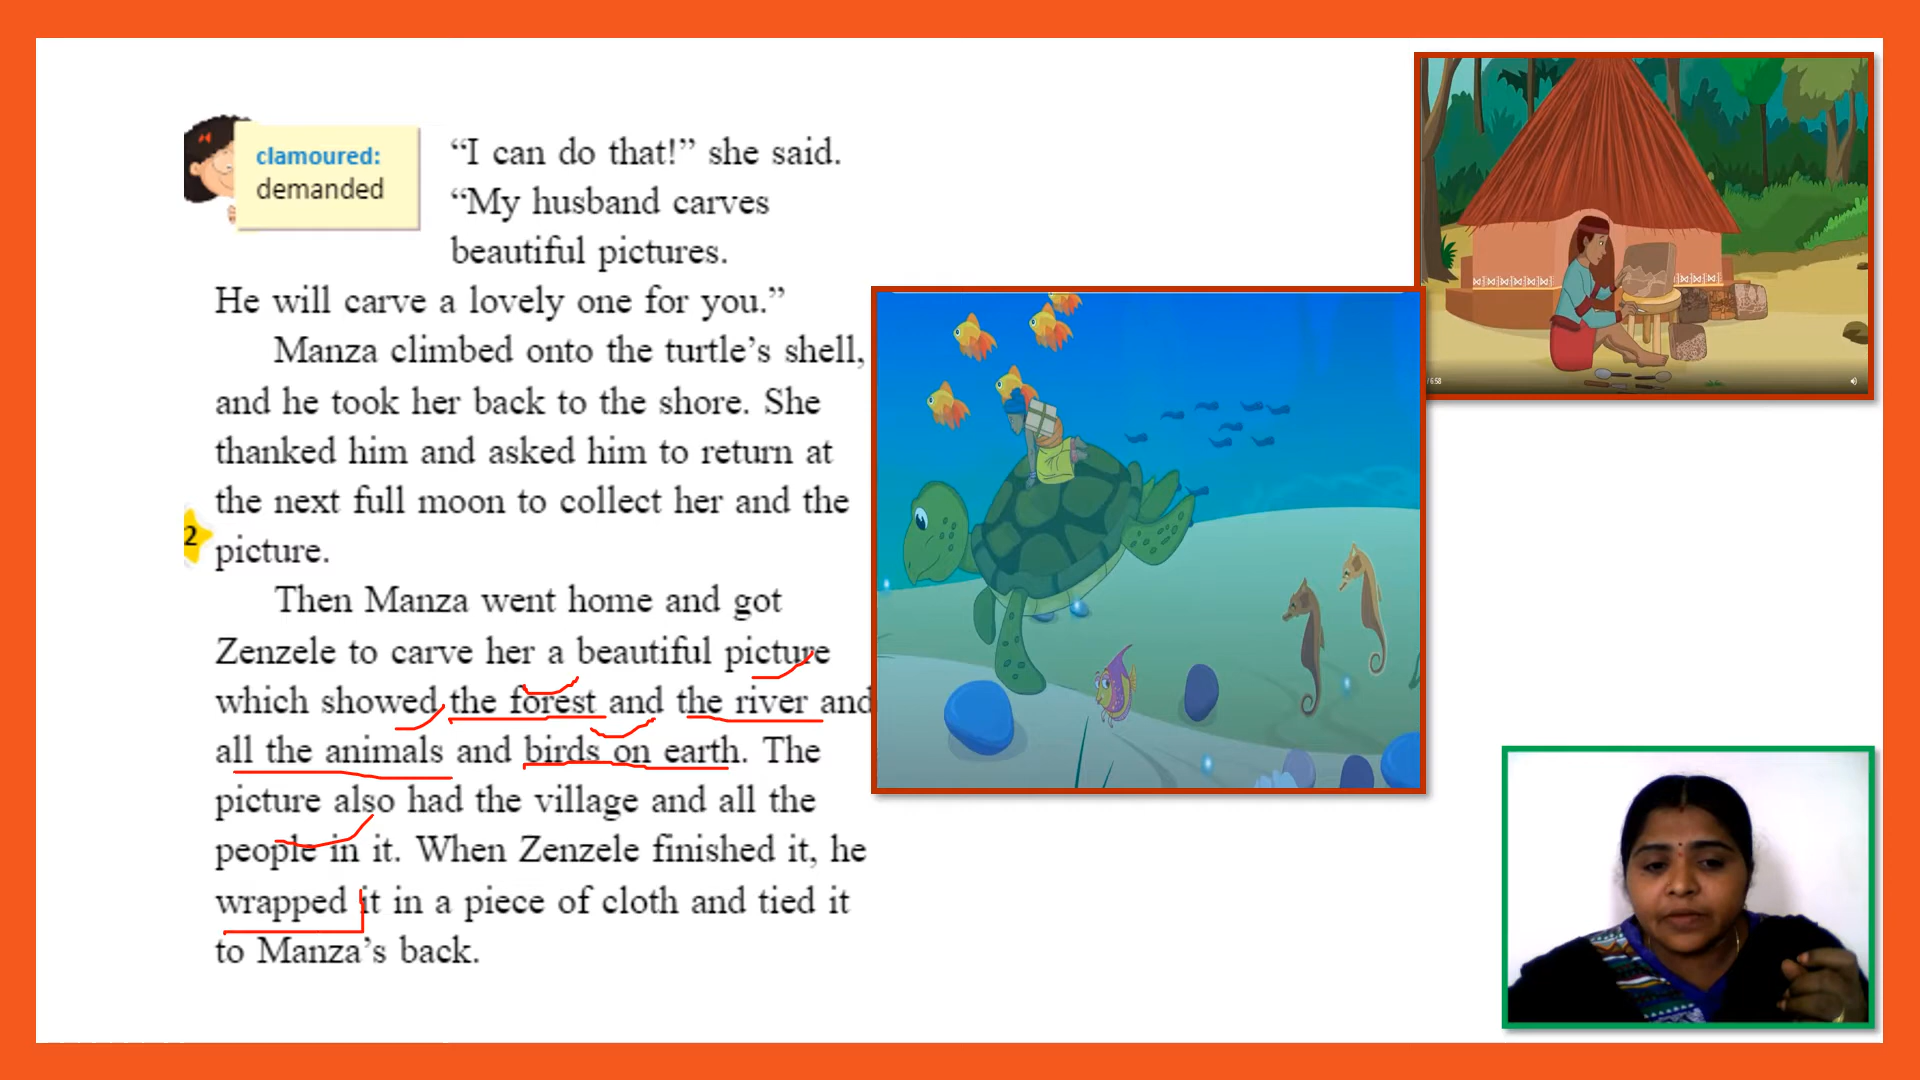 clamoured:
demanded
“I can do that!” she said.
“My husband carves
beautiful pictures.
He will carve a lovely one for you.”
Manza climbed onto the turtle’s shell,
and he took her back to the shore. She
thanked him and asked him to return at
the next full moon to collect her and the
picture.
2
Then Manza went home and got
Zenzele to carve her a beautiful picture
which showed the forest and the river and
all the animals and birds on earth. The
picture also had the village and all the
people in it. When Zenzele finished it, he
wrapped it in a piece of cloth and tied it
to Manza’s back.
/ 6:58